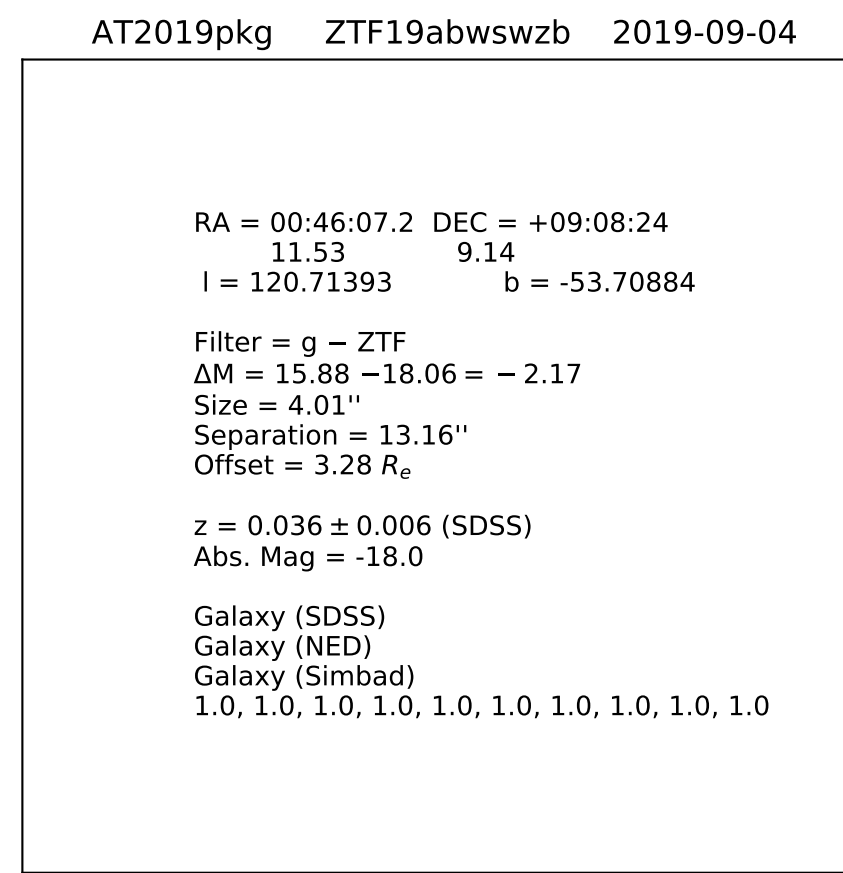 AT2019pkg ZTF19abwswzb 2019-09-04
RA = 00:46:07.2 DEC = +09:08:24
11.53 9.14
l = 120.71393 b = -53.70884
Filter = g − ZTF
ΔM = 15.88 −18.06 = − 2.17
Size = 4.01''
Separation = 13.16''
Offset = 3.28 Re
z = 0.036 ± 0.006 (SDSS)
Abs. Mag = -18.0
Galaxy (SDSS)
Galaxy (NED)
Galaxy (Simbad)
1.0, 1.0, 1.0, 1.0, 1.0, 1.0, 1.0, 1.0, 1.0, 1.0